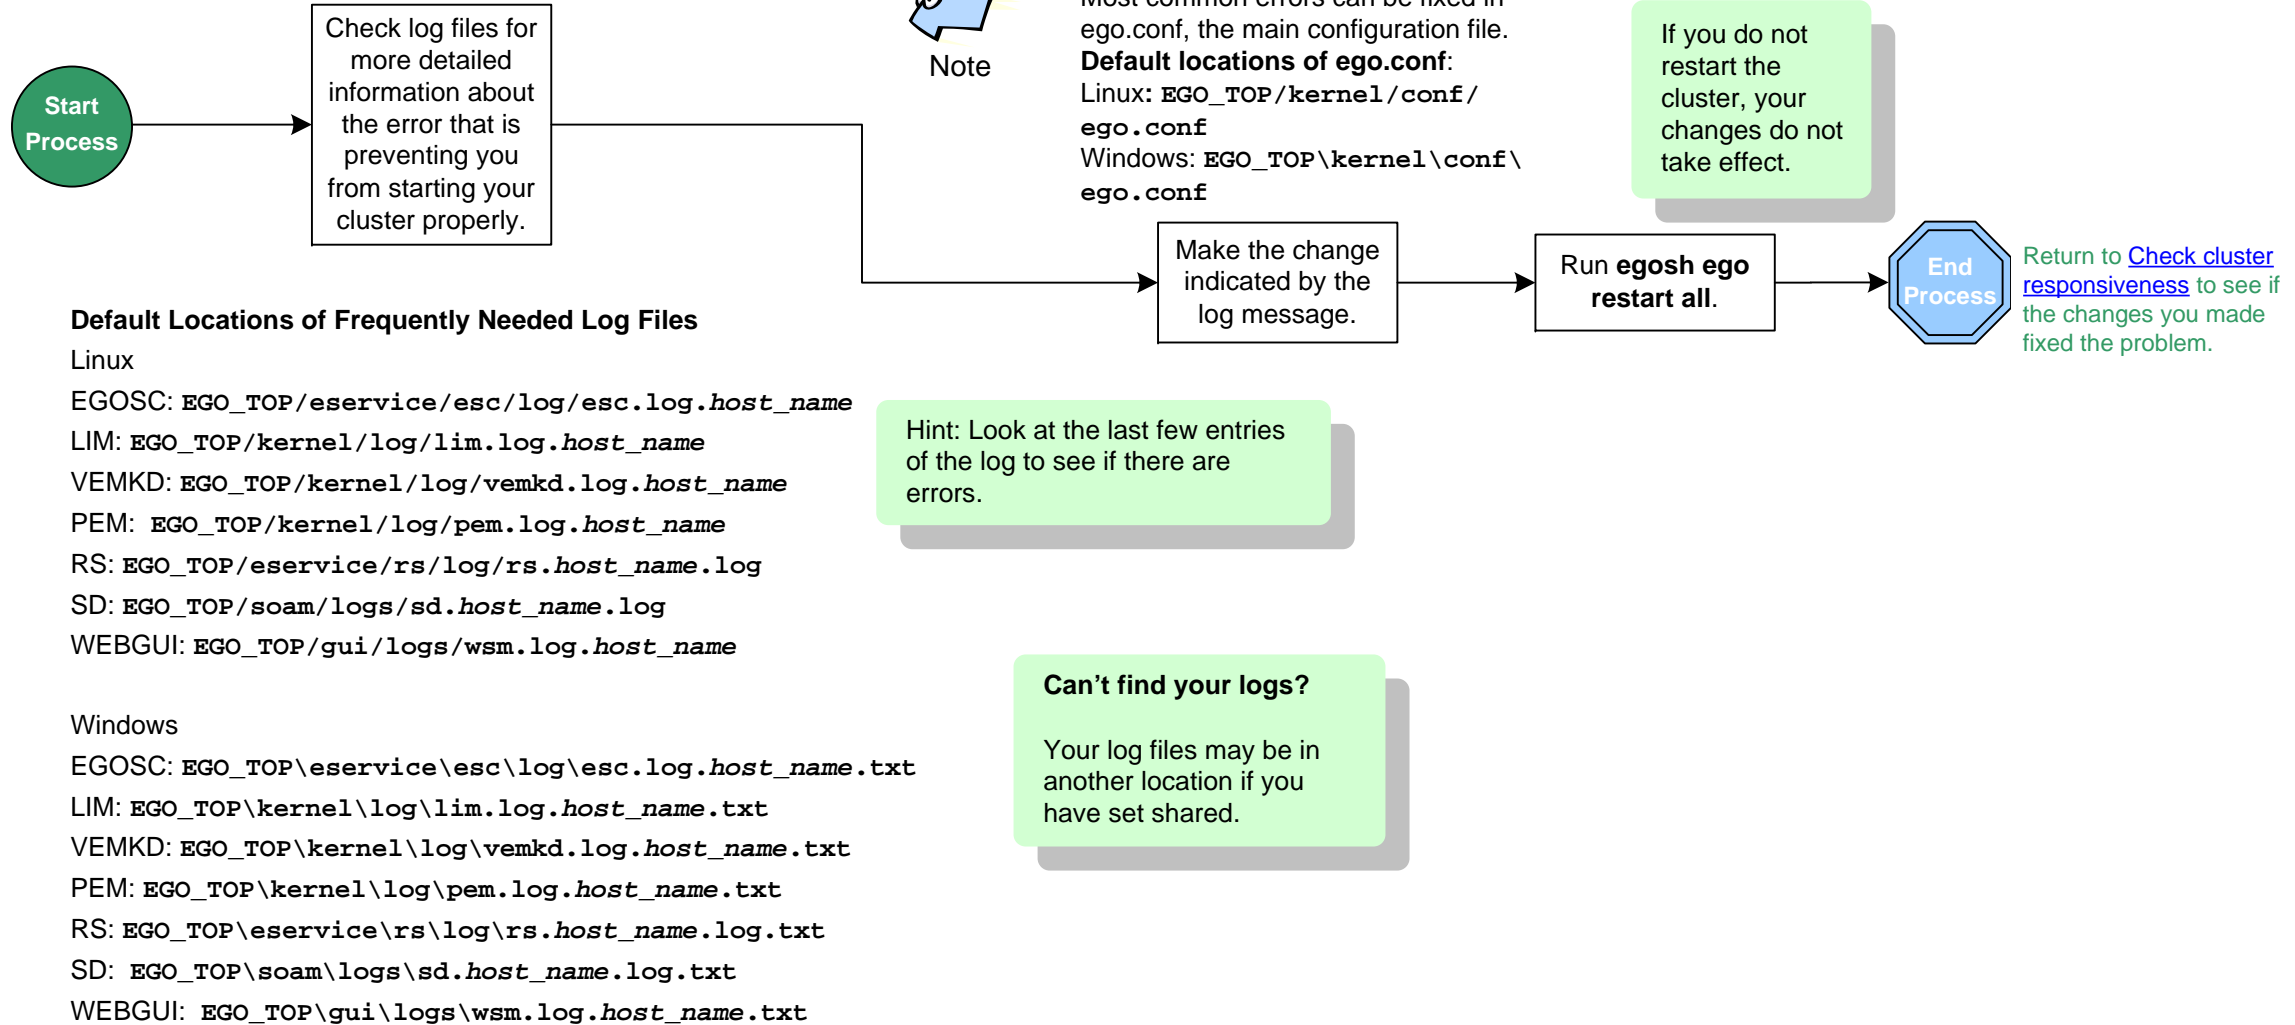 Start
Process
Check log files for
more detailed
information about
the error that is
preventing you
from starting your
cluster properly.
Note
Most common errors can be fixed in
ego.conf, the main configuration file.
Default locations of ego.conf:
Linux: EGO_TOP/kernel/conf/
ego.conf
Windows: EGO_TOP\kernel\conf\
ego.conf
If you do not
restart the
cluster, your
changes do not
take effect.
Make the change
indicated by the
log message.
Run egosh ego
restart all.
End
Process
Return to Check cluster
responsiveness to see if
the changes you made
fixed the problem.
Default Locations of Frequently Needed Log Files
Linux
EGOSC: EGO_TOP/eservice/esc/log/esc.log.host_name
LIM: EGO_TOP/kernel/log/lim.log.host_name
VEMKD: EGO_TOP/kernel/log/vemkd.log.host_name
PEM: EGO_TOP/kernel/log/pem.log.host_name
RS: EGO_TOP/eservice/rs/log/rs.host_name.log
SD: EGO_TOP/soam/logs/sd.host_name.log
WEBGUI: EGO_TOP/gui/logs/wsm.log.host_name
Hint: Look at the last few entries
of the log to see if there are
errors.
Can’t find your logs?
Your log files may be in
another location if you
have set shared.
Windows
EGOSC: EGO_TOP\eservice\esc\log\esc.log.host_name.txt
LIM: EGO_TOP\kernel\log\lim.log.host_name.txt
VEMKD: EGO_TOP\kernel\log\vemkd.log.host_name.txt
PEM: EGO_TOP\kernel\log\pem.log.host_name.txt
RS: EGO_TOP\eservice\rs\log\rs.host_name.log.txt
SD: EGO_TOP\soam\logs\sd.host_name.log.txt
WEBGUI: EGO_TOP\gui\logs\wsm.log.host_name.txt